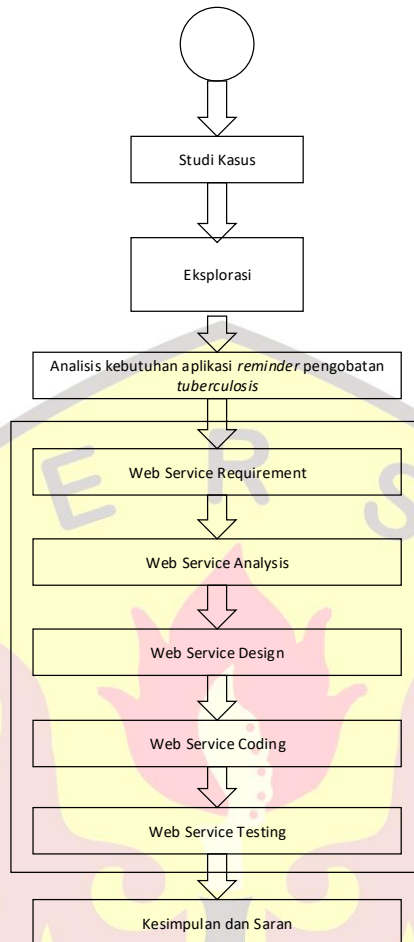 Studi Kasus
Eksplorasi
Analisis kebutuhan aplikasi reminder pengobatan
tuberculosis
E R S
Web Service Requirement
Web Service Analysis
Web Service Design
Web Service Coding
Web Service Testing
Kesimpulan dan Saran